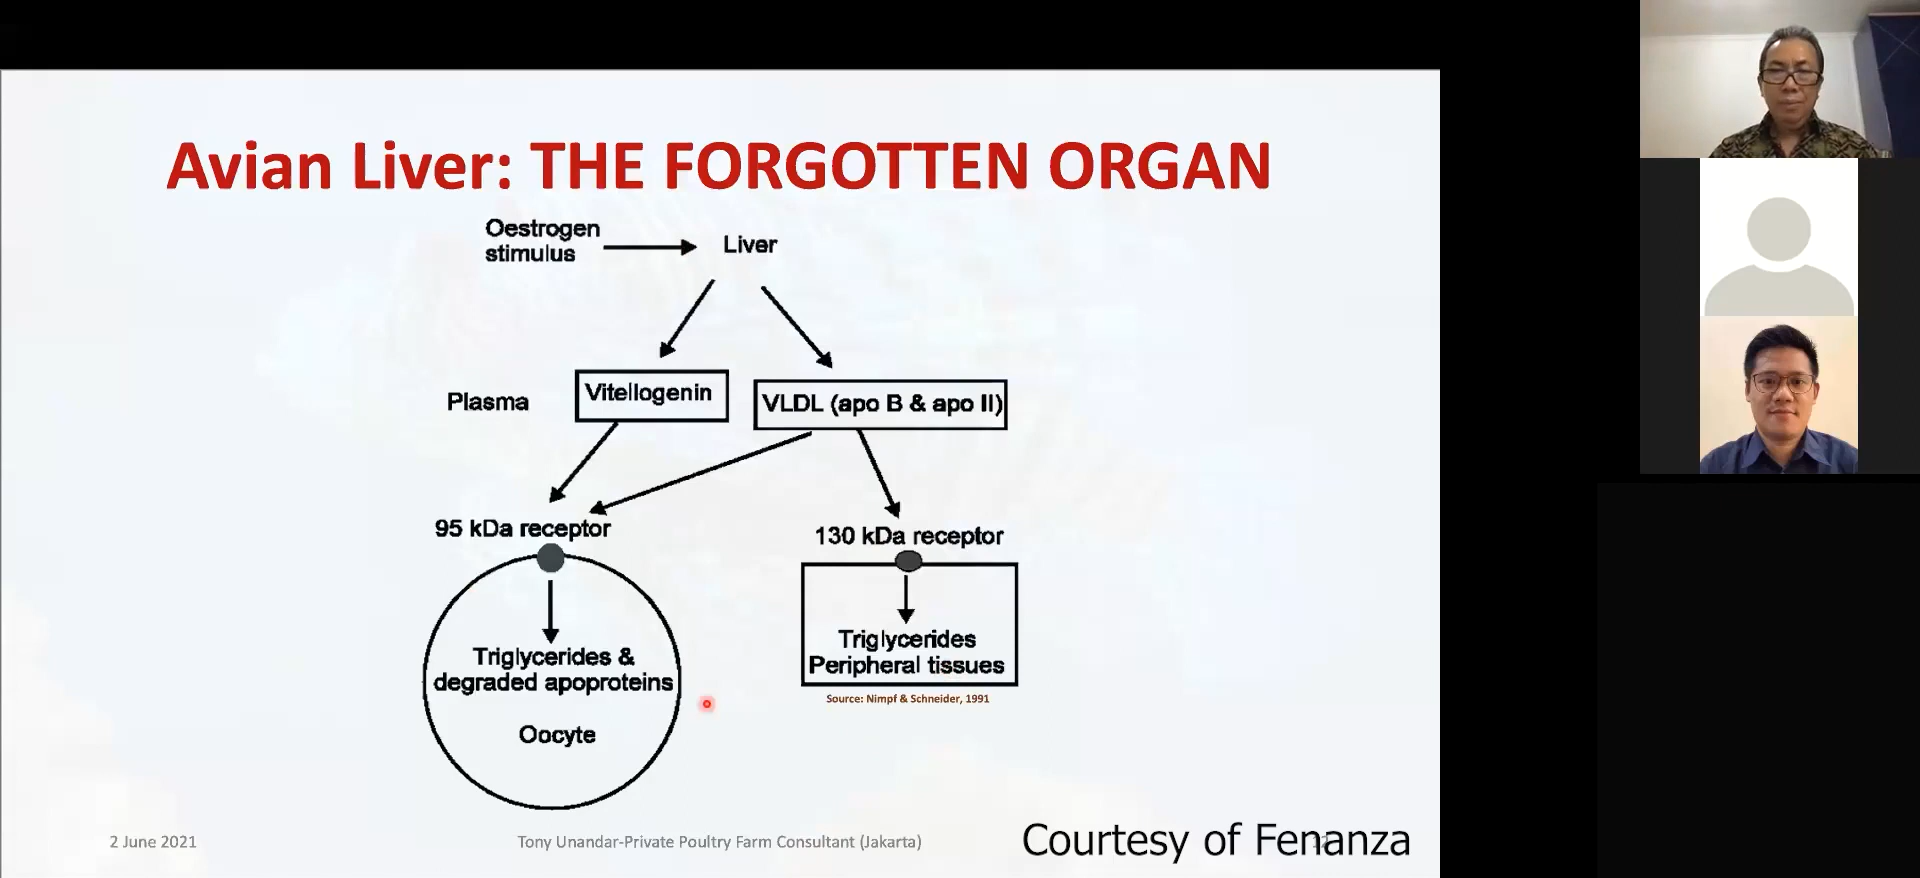 Avian Liver: THE FORGOTTEN ORGAN
Oestrogen
stimulus
Liver
Plasma
Vitellogenin
VLDL (apo B & apo II)
95 kDa receptor
130 kDa receptor
Triglycerides &
degraded apoproteins
Oocyte
Triglycerides
Peripheral tissues
Source: Nimpf & Schneider, 1991
2 June 2021
Tony Unandar-Private Poultry Farm Consultant (Jakarta)
Courtesy of Fenanza